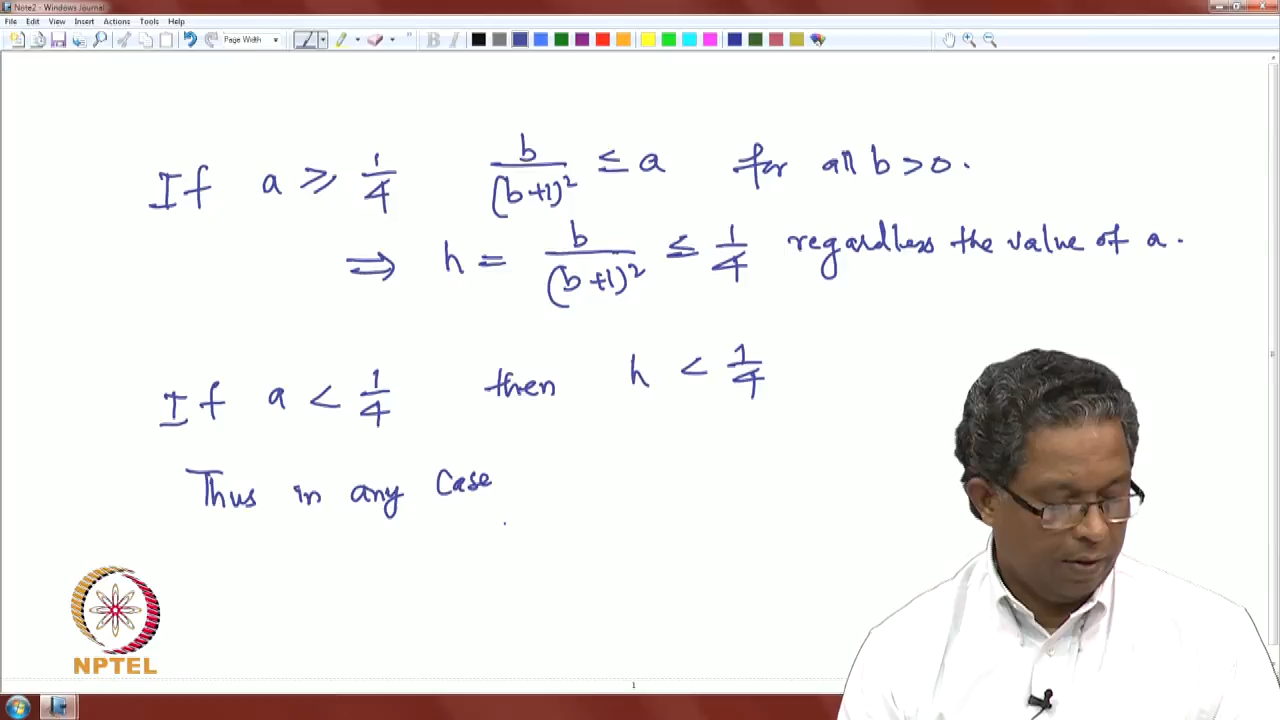 Note2 - Windows Journal
File Edit View Insert Actions Tools Help
Page Width
B I
If a ≥ 1/4 b/(b+1)² ≤ a for all b > 0.
⇒ h = b/(b+1)² ≤ 1/4 regardless the value of a.
If a < 1/4 then h < 1/4
Thus in any case
NPTEL
1